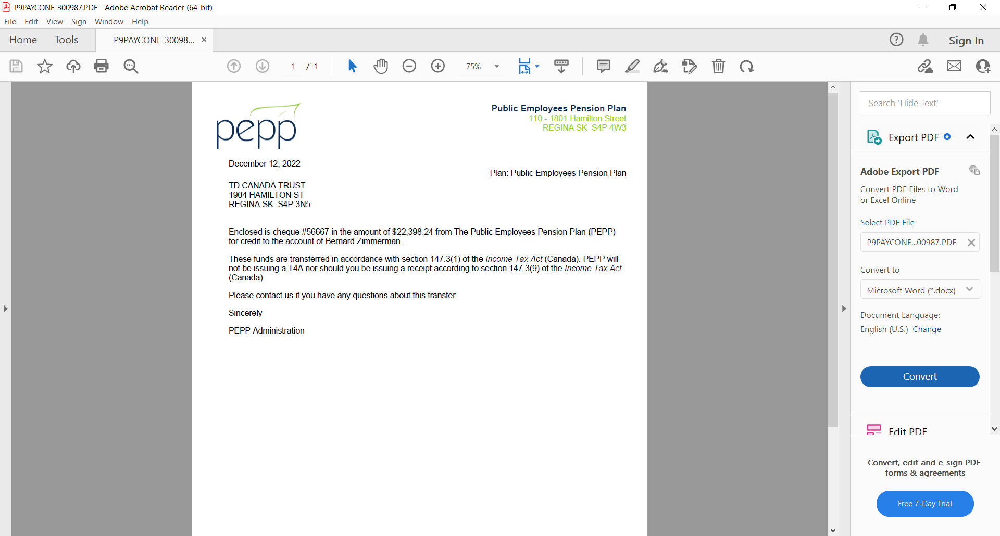 P9PAYCONF_300987.PDF - Adobe Acrobat Reader (64-bit)
File Edit View Sign Window Help
Home Tools P9PAYCONF_30098... × Sign In
1 / 1 75%
pepp
Public Employees Pension Plan
110 - 1801 Hamilton Street
REGINA SK S4P 4W3
December 12, 2022
Plan: Public Employees Pension Plan
TD CANADA TRUST
1904 HAMILTON ST
REGINA SK S4P 3N5
Enclosed is cheque #56667 in the amount of $22,398.24 from The Public Employees Pension Plan (PEPP)
for credit to the account of Bernard Zimmerman.
These funds are transferred in accordance with section 147.3(1) of the Income Tax Act (Canada). PEPP will
not be issuing a T4A nor should you be issuing a receipt according to section 147.3(9) of the Income Tax Act
(Canada).
Please contact us if you have any questions about this transfer.
Sincerely
PEPP Administration
Search 'Hide Text'
Export PDF
Adobe Export PDF
Convert PDF Files to Word
or Excel Online
Select PDF File
P9PAYCONF...00987.PDF
Convert to
Microsoft Word (*.docx)
Document Language:
English (U.S.) Change
Convert
Edit PDF
Convert, edit and e-sign PDF
forms & agreements
Free 7-Day Trial